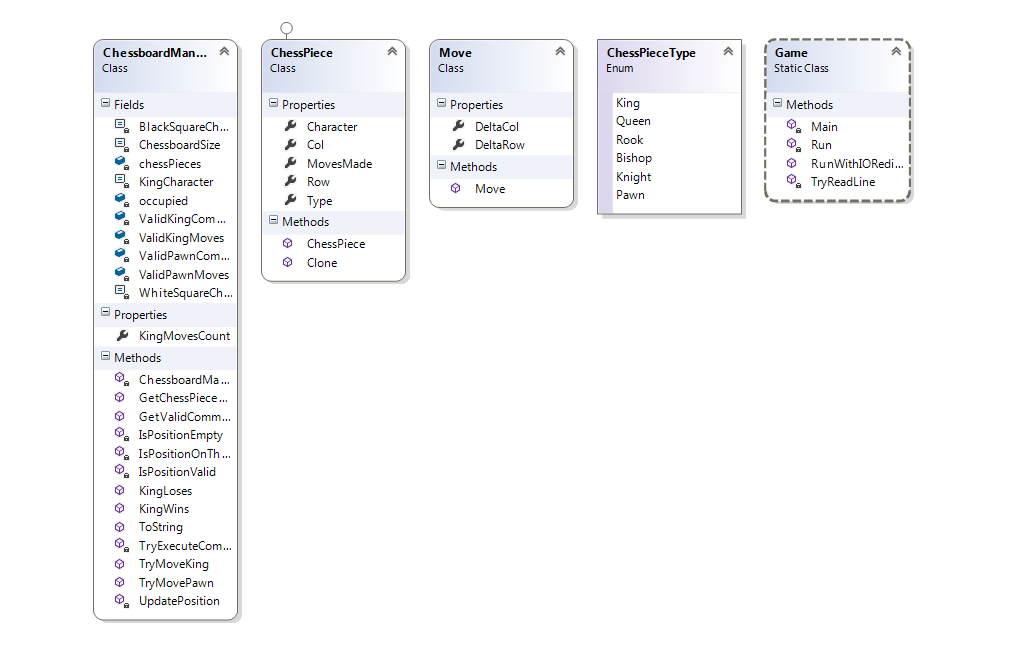 ChessboardMan...
Class
Fields
BlackSquareCh...
ChessboardSize
chessPieces
KingCharacter
occupied
ValidKingCom...
ValidKingMoves
ValidPawnCom...
ValidPawnMoves
WhiteSquareCh...
Properties
KingMovesCount
Methods
ChessboardMa...
GetChessPiece...
GetValidComm...
IsPositionEmpty
IsPositionOnTh...
IsPositionValid
KingLoses
KingWins
ToString
TryExecuteCom...
TryMoveKing
TryMovePawn
UpdatePosition
ChessPiece
Class
Properties
Character
Col
MovesMade
Row
Type
Methods
ChessPiece
Clone
Move
Class
Properties
DeltaCol
DeltaRow
Methods
Move
ChessPieceType
Enum
King
Queen
Rook
Bishop
Knight
Pawn
Game
Static Class
Methods
Main
Run
RunWithIORedi...
TryReadLine